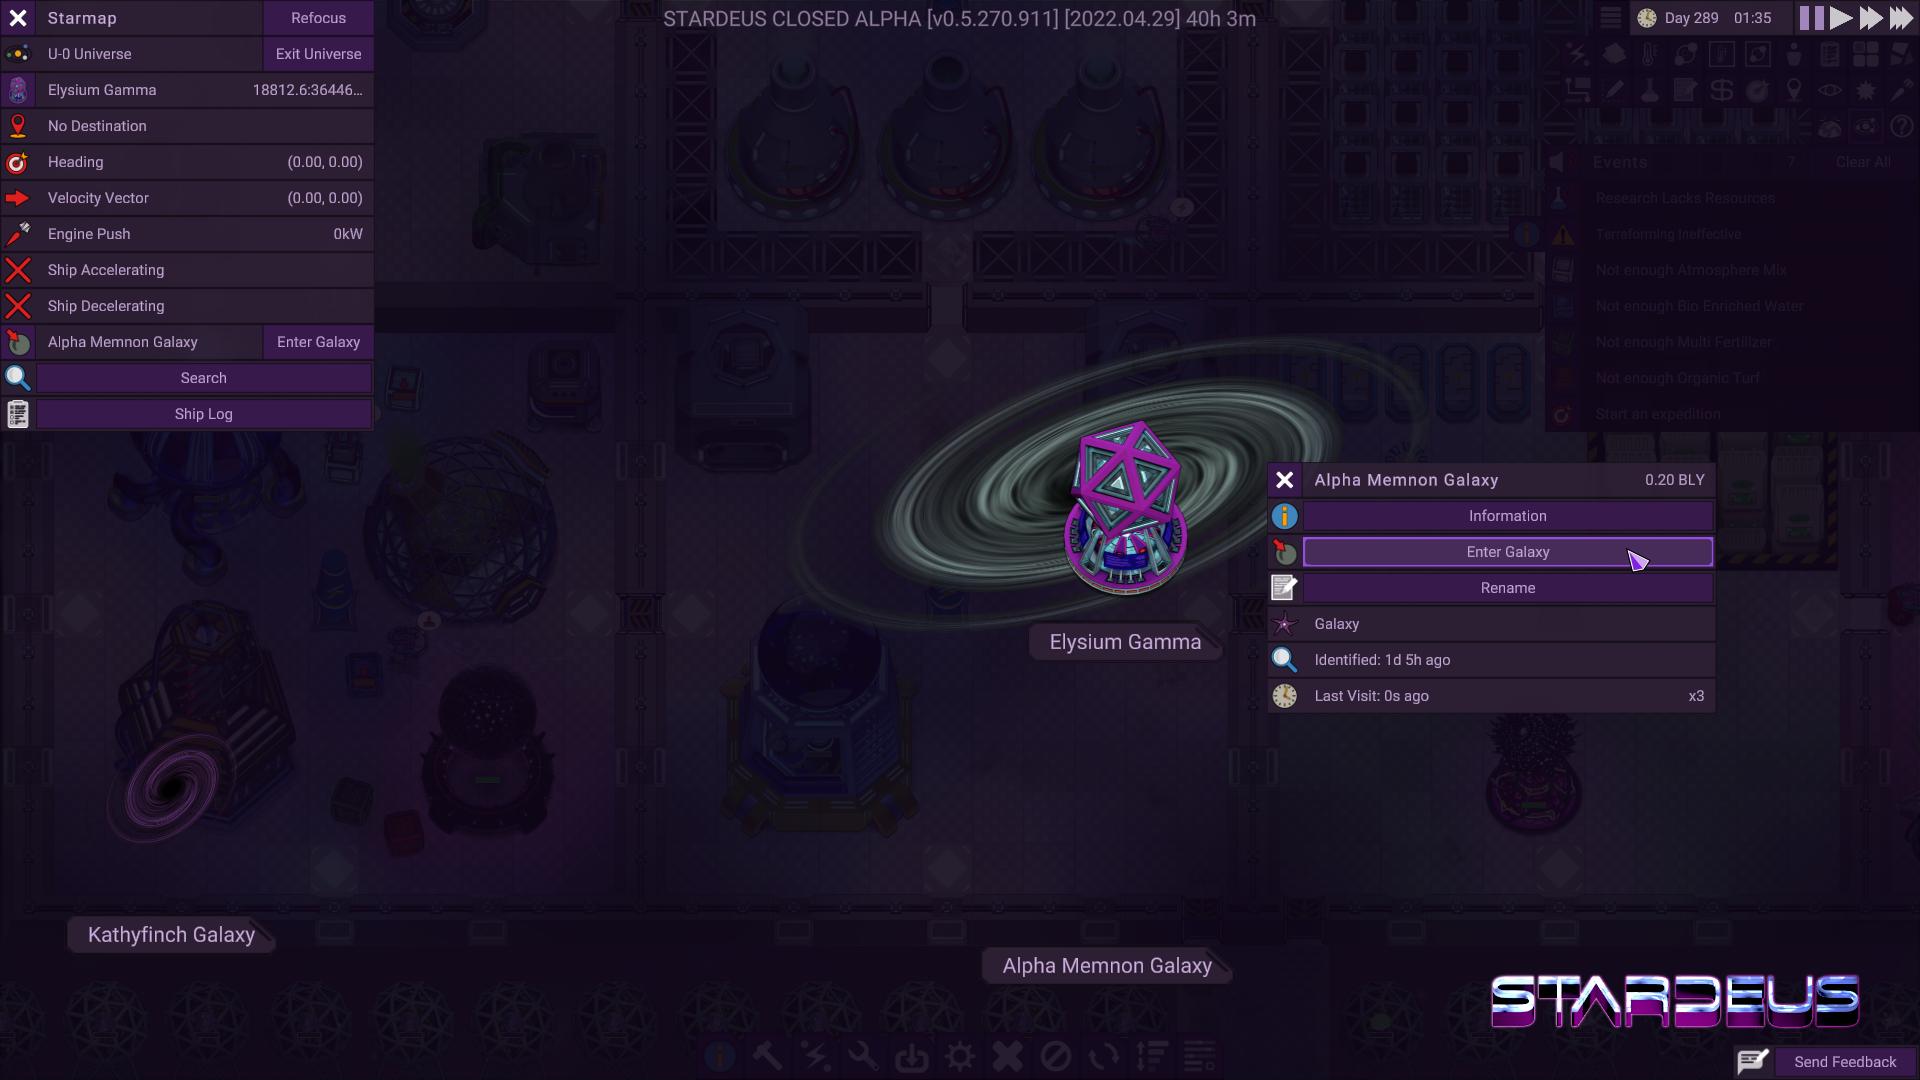 STARDEUS CLOSED ALPHA [v0.5.270.911] [2022.04.29] 40h 3m
Day 289 01:35
Starmap Refocus
U-0 Universe Exit Universe
Elysium Gamma 18812.6:36446...
No Destination
Heading (0.00, 0.00)
Velocity Vector (0.00, 0.00)
Engine Push 0kW
Ship Accelerating
Ship Decelerating
Alpha Memnon Galaxy Enter Galaxy
Search
Ship Log
Events 7 Clear All
Research Lacks Resources
Terreforming Ineffective
Not enough Atmosphere Mix
Not enough Bio Enriched Water
Not enough Multi Fertilizer
Not enough Organic Turf
Start an expedition
Alpha Memnon Galaxy 0.20 BLY
Information
Enter Galaxy
Rename
Galaxy
Identified: 1d 5h ago
Last Visit: 0s ago x3
Elysium Gamma
Kathyfinch Galaxy
Alpha Memnon Galaxy
STARDEUS
Send Feedback